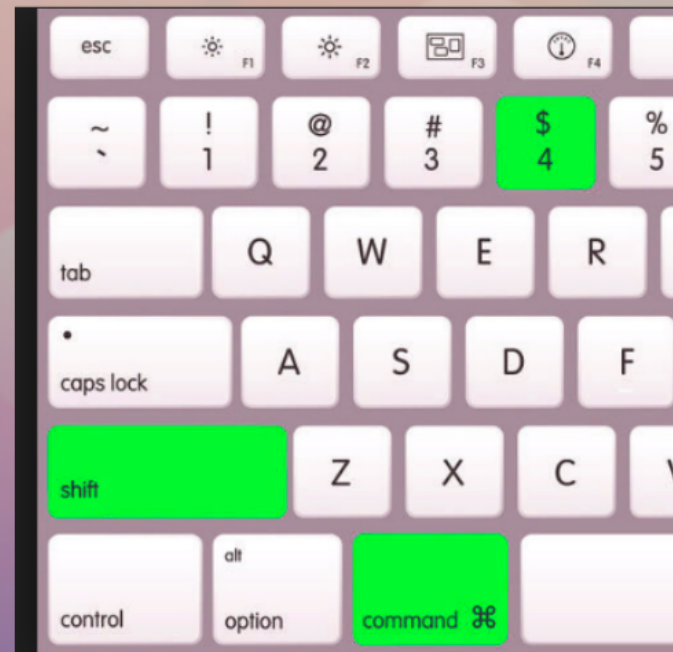 esc F1 F2 F3 F4
~ ! @ # $ %
` 1 2 3 4 5
tab Q W E R
caps lock A S D F
shift Z X C
alt
control option command ⌘